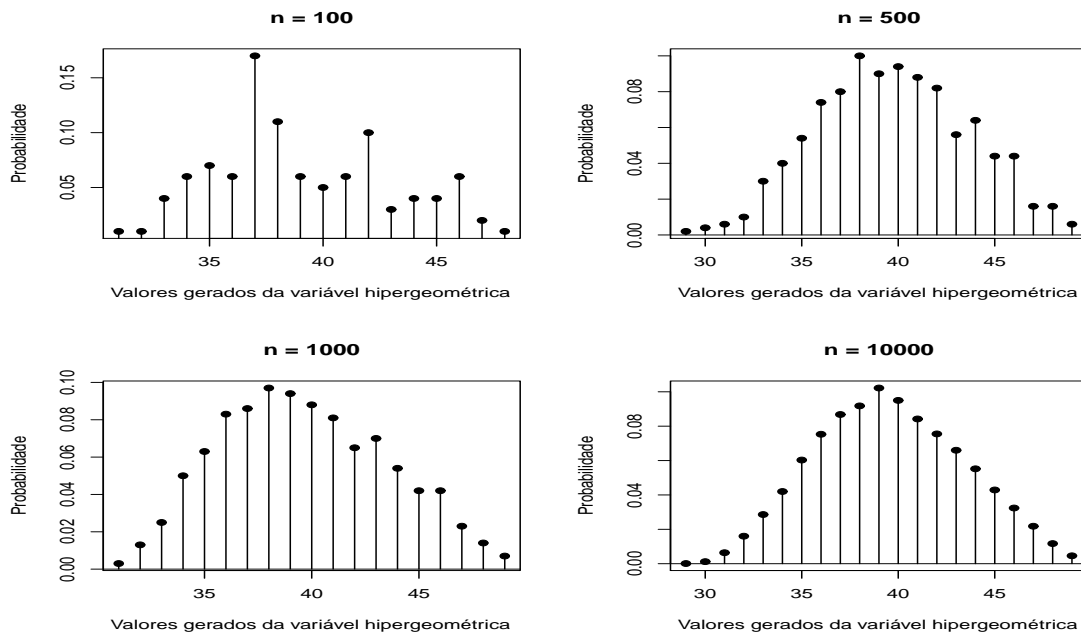 n = 100
Probabilidade
0.15
0.10
0.05
35 40 45
Valores gerados da variável hipergeométrica
n = 500
Probabilidade
0.08
0.04
0.00
30 35 40 45
Valores gerados da variável hipergeométrica
n = 1000
Probabilidade
0.10
0.08
0.06
0.04
0.02
0.00
35 40 45
Valores gerados da variável hipergeométrica
n = 10000
Probabilidade
0.08
0.04
0.00
30 35 40 45
Valores gerados da variável hipergeométrica